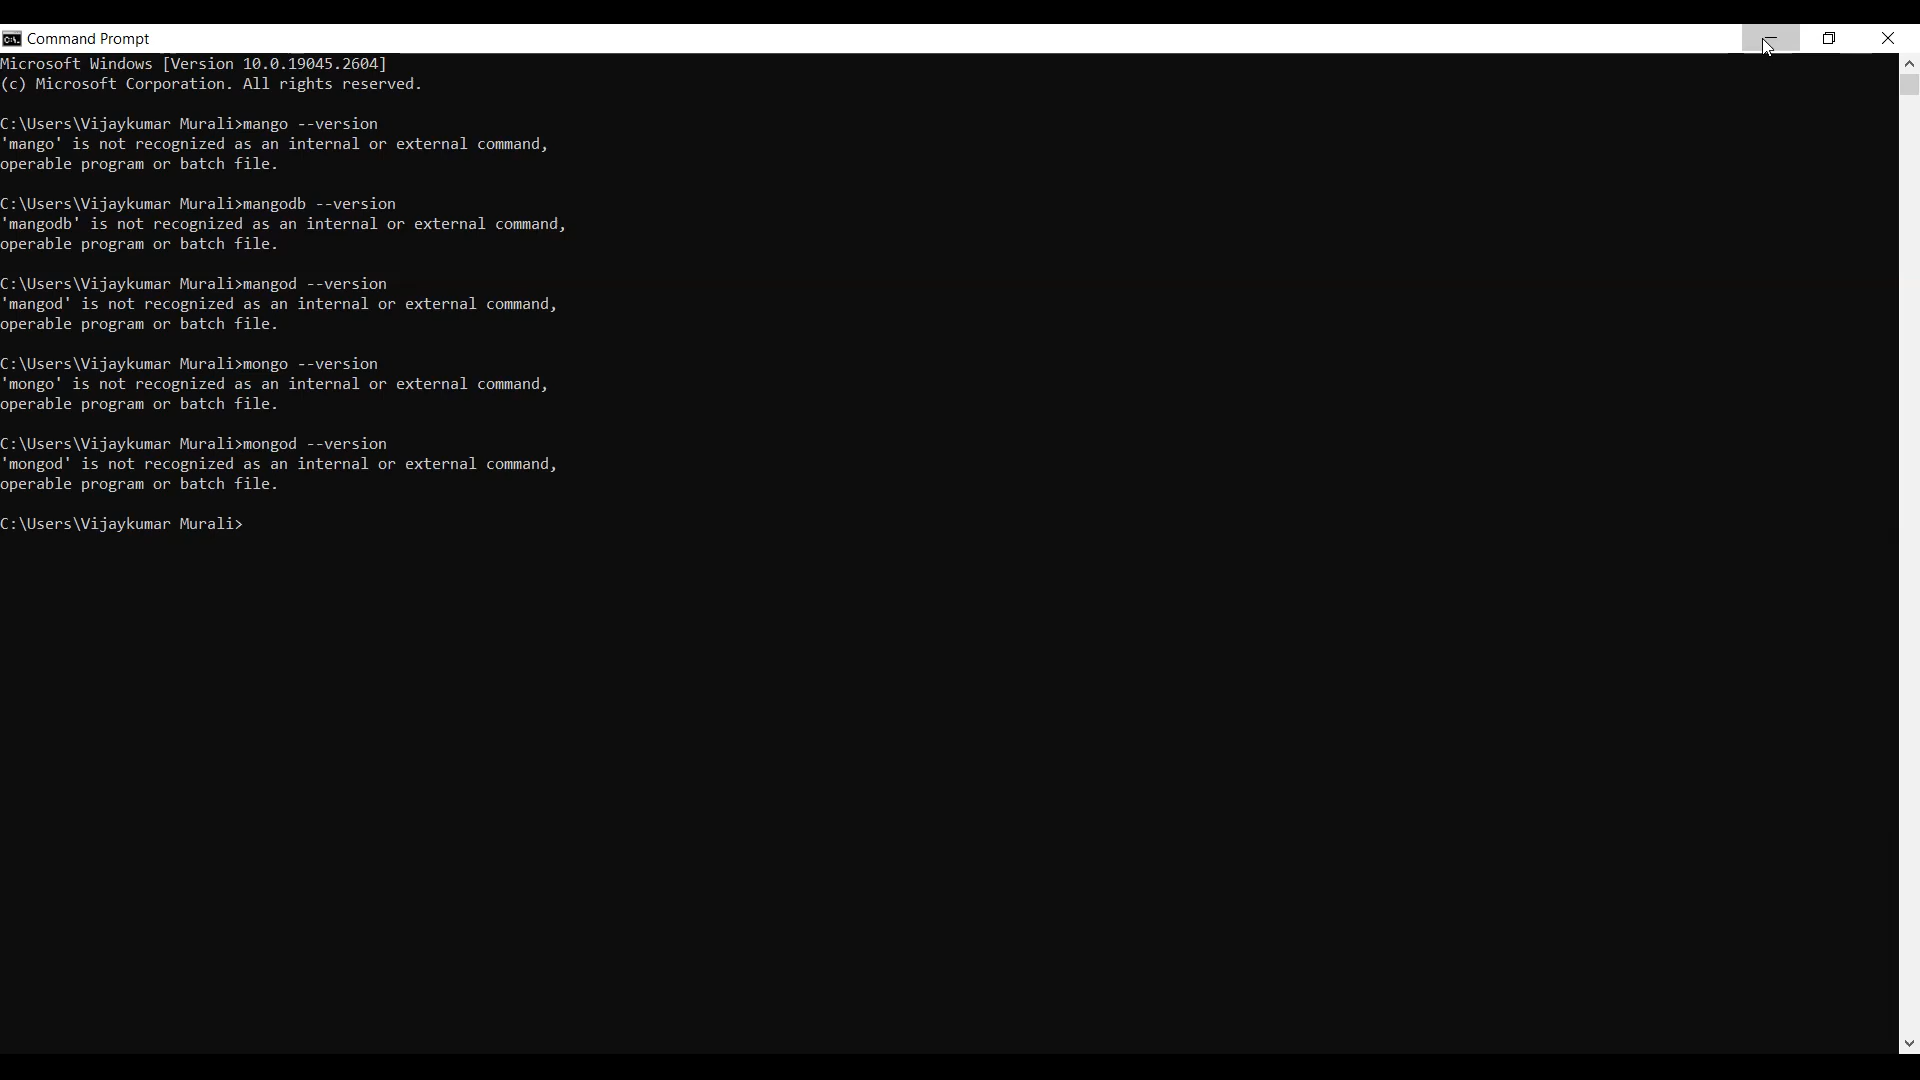 Command Prompt
Microsoft Windows [Version 10.0.19045.2604]
(c) Microsoft Corporation. All rights reserved.
C:\Users\Vijaykumar Murali>mango --version
'mango' is not recognized as an internal or external command,
operable program or batch file.
C:\Users\Vijaykumar Murali>mangodb --version
'mangodb' is not recognized as an internal or external command,
operable program or batch file.
C:\Users\Vijaykumar Murali>mangod --version
'mangod' is not recognized as an internal or external command,
operable program or batch file.
C:\Users\Vijaykumar Murali>mongo --version
'mongo' is not recognized as an internal or external command,
operable program or batch file.
C:\Users\Vijaykumar Murali>mongod --version
'mongod' is not recognized as an internal or external command,
operable program or batch file.
C:\Users\Vijaykumar Murali>